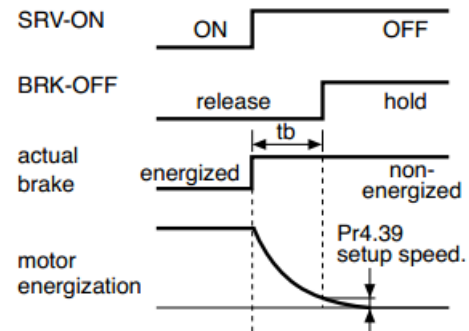 SRV-ON
ON
OFF
BRK-OFF
release
hold
tb
actual
brake
energized
non-
energized
Pr4.39
setup speed.
motor
energization